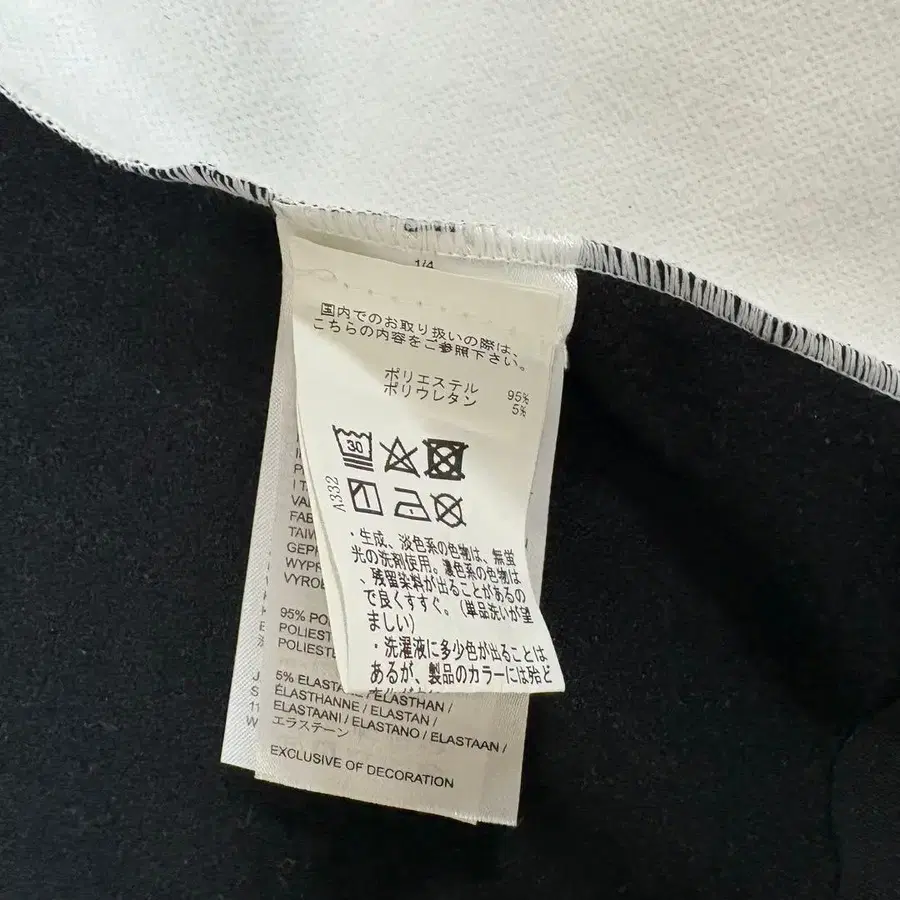 1/4
国内でのお取り扱いの際は、
こちらの内容をご参照下さい。
ポリエステル 95%
ポリウレタン 5%
30
A332
・生成、淡色系の色物は、無蛍
光の洗剤使用。濃色系の色物は
、残留染料が出ることがあるの
で良くすすぐ。(単品洗いが望
ましい)
・洗濯液に多少色が出ることは
あるが、製品のカラーには殆ど
I TA
VAL
FAB
TAIW
GEPR
WYPR
VYRO
95% PO
POLIEST
POLIEST
5% ELASTANE / ELASTHAN /
ÉLASTHANNE / ELASTAN /
ELASTAANI / ELASTANO / ELASTAAN /
エラステーン
EXCLUSIVE OF DECORATION